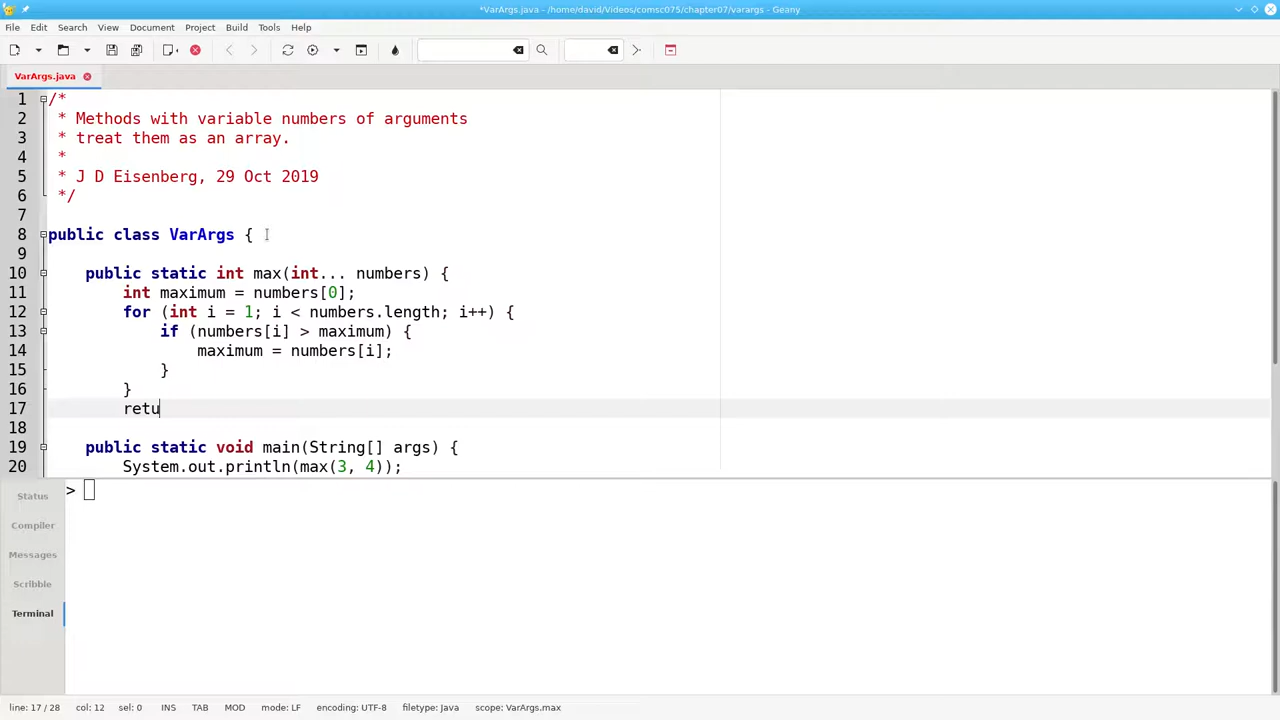 *VarArgs.java - /home/david/Videos/comsc075/chapter07/varargs - Geany
File Edit Search View Document Project Build Tools Help
VarArgs.java
1 /*
2 * Methods with variable numbers of arguments
3 * treat them as an array.
4 *
5 * J D Eisenberg, 29 Oct 2019
6 */
7
8 public class VarArgs {
9
10 public static int max(int... numbers) {
11 int maximum = numbers[0];
12 for (int i = 1; i < numbers.length; i++) {
13 if (numbers[i] > maximum) {
14 maximum = numbers[i];
15 }
16 }
17 retu
18
19 public static void main(String[] args) {
20 System.out.println(max(3, 4));
>
Status
Compiler
Messages
Scribble
Terminal
line: 17 / 28 col: 12 sel: 0 INS TAB MOD mode: LF encoding: UTF-8 filetype: Java scope: VarArgs.max